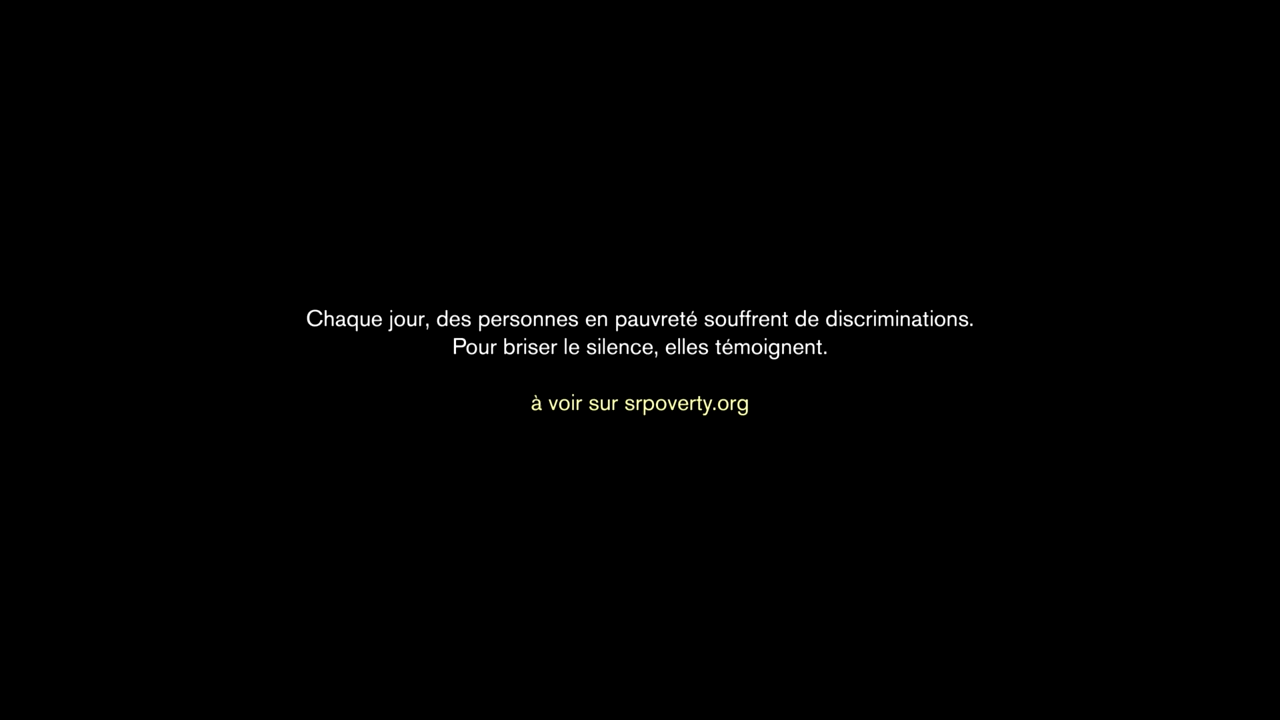 Chaque jour, des personnes en pauvreté souffrent de discriminations.
Pour briser le silence, elles témoignent.
à voir sur srpoverty.org